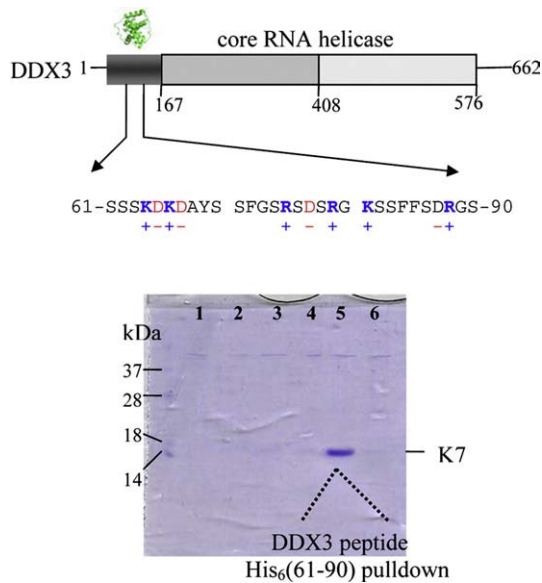 core RNA helicase
DDX3 1 662
167 408 576
61-SSSKDKDAYS SFGSRSDSRG KSSFFSDRGS-90
+-+- + - + + -+
1 2 3 4 5 6
kDa
37
28
18
14
K7
DDX3 peptide
His6(61-90) pulldown